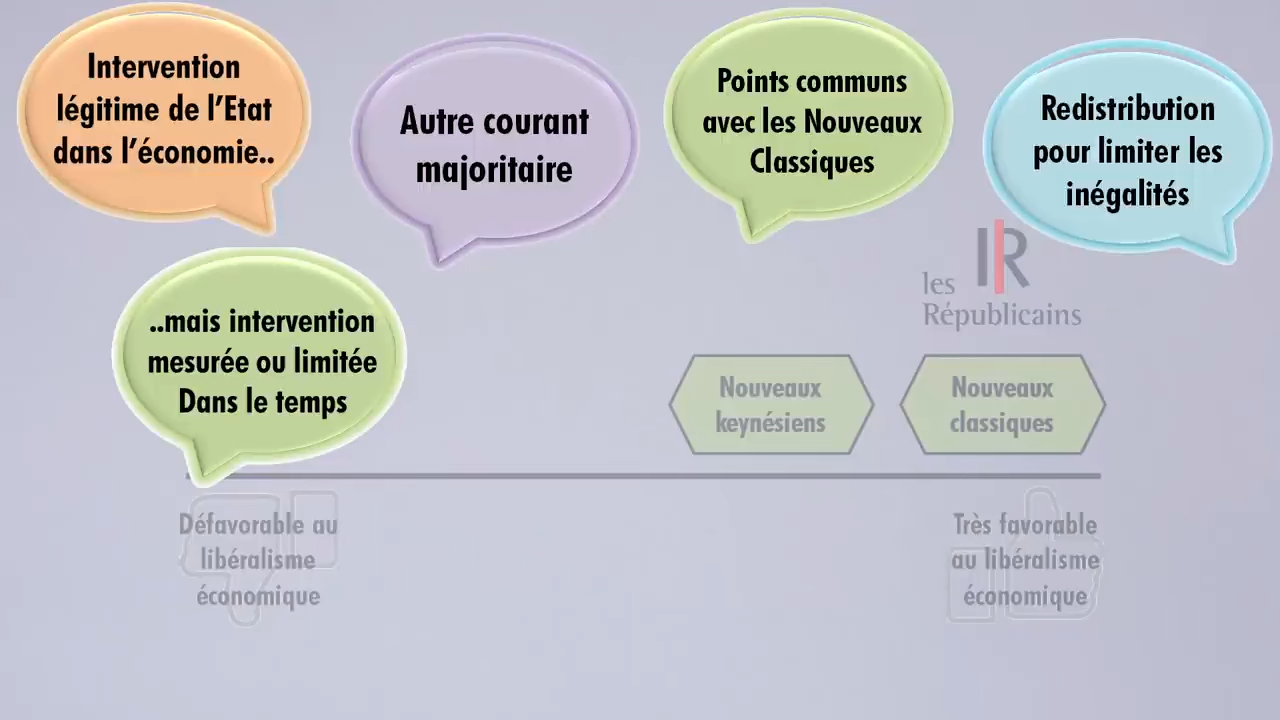 Intervention
légitime de l'Etat
dans l'économie..
Autre courant
majoritaire
Points communs
avec les Nouveaux
Classiques
Redistribution
pour limiter les
inégalités
..mais intervention
mesurée ou limitée
Dans le temps
lR
les
Républicains
Nouveaux
keynésiens
Nouveaux
classiques
Défavorable au
libéralisme
économique
Très favorable
au libéralisme
économique